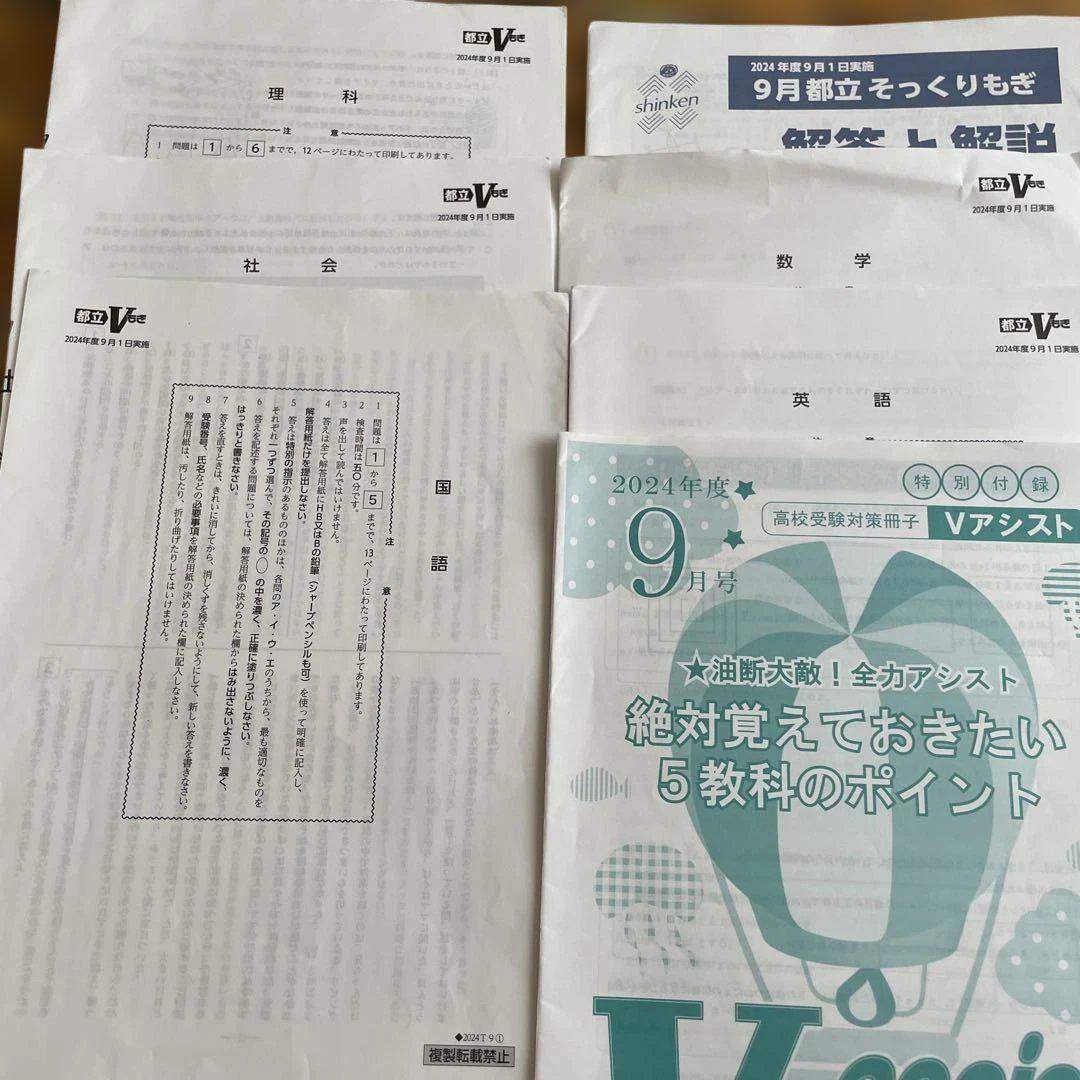 都立Vもぎ
2024年度9月1日実施
理 科
注 意
1 問題は 1 から 6 までで、12ページにわたって印刷してあります。
都立Vもぎ
2024年度9月1日実施
社 会
都立Vもぎ
2024年度9月1日実施
国 語
注 意
1 問題は 1 から 5 までで、13ページにわたって印刷してあります。
2 検査時間は五〇分です。
3 声を出して読んではいけません。
4 答えは全て解答用紙にHB又はBの鉛筆（シャープペンシルも可）を使って明確に記入し、
解答用紙だけを提出しなさい。
5 答えは特別の指示のあるもののほかは、各問のア・イ・ウ・エのうちから、最も適切なものを
それぞれ一つずつ選んで、その記号の〇の中を濃く、正確に塗りつぶしなさい。
6 答えを記述する問題については、解答用紙の決められた欄からはみ出さないように、濃く、
はっきりと書きなさい。
7 答えを直すときは、きれいに消してから、消しくずを残さないようにして、新しい答えを書きなさい。
8 受験番号、氏名などの必要事項を解答用紙の決められた欄に記入しなさい。
9 解答用紙は、汚したり、折り曲げたりしてはいけません。
◆2024T9①
複製転載禁止
shinken
2024年度9月1日実施
9月都立そっくりもぎ
解答と解説
都立Vもぎ
2024年度9月1日実施
数 学
都立Vもぎ
2024年度9月1日実施
英 語
注 意
2024年度
9月号
特別付録
高校受験対策冊子 Vアシスト
★油断大敵！全力アシスト
絶対覚えておきたい
5教科のポイント